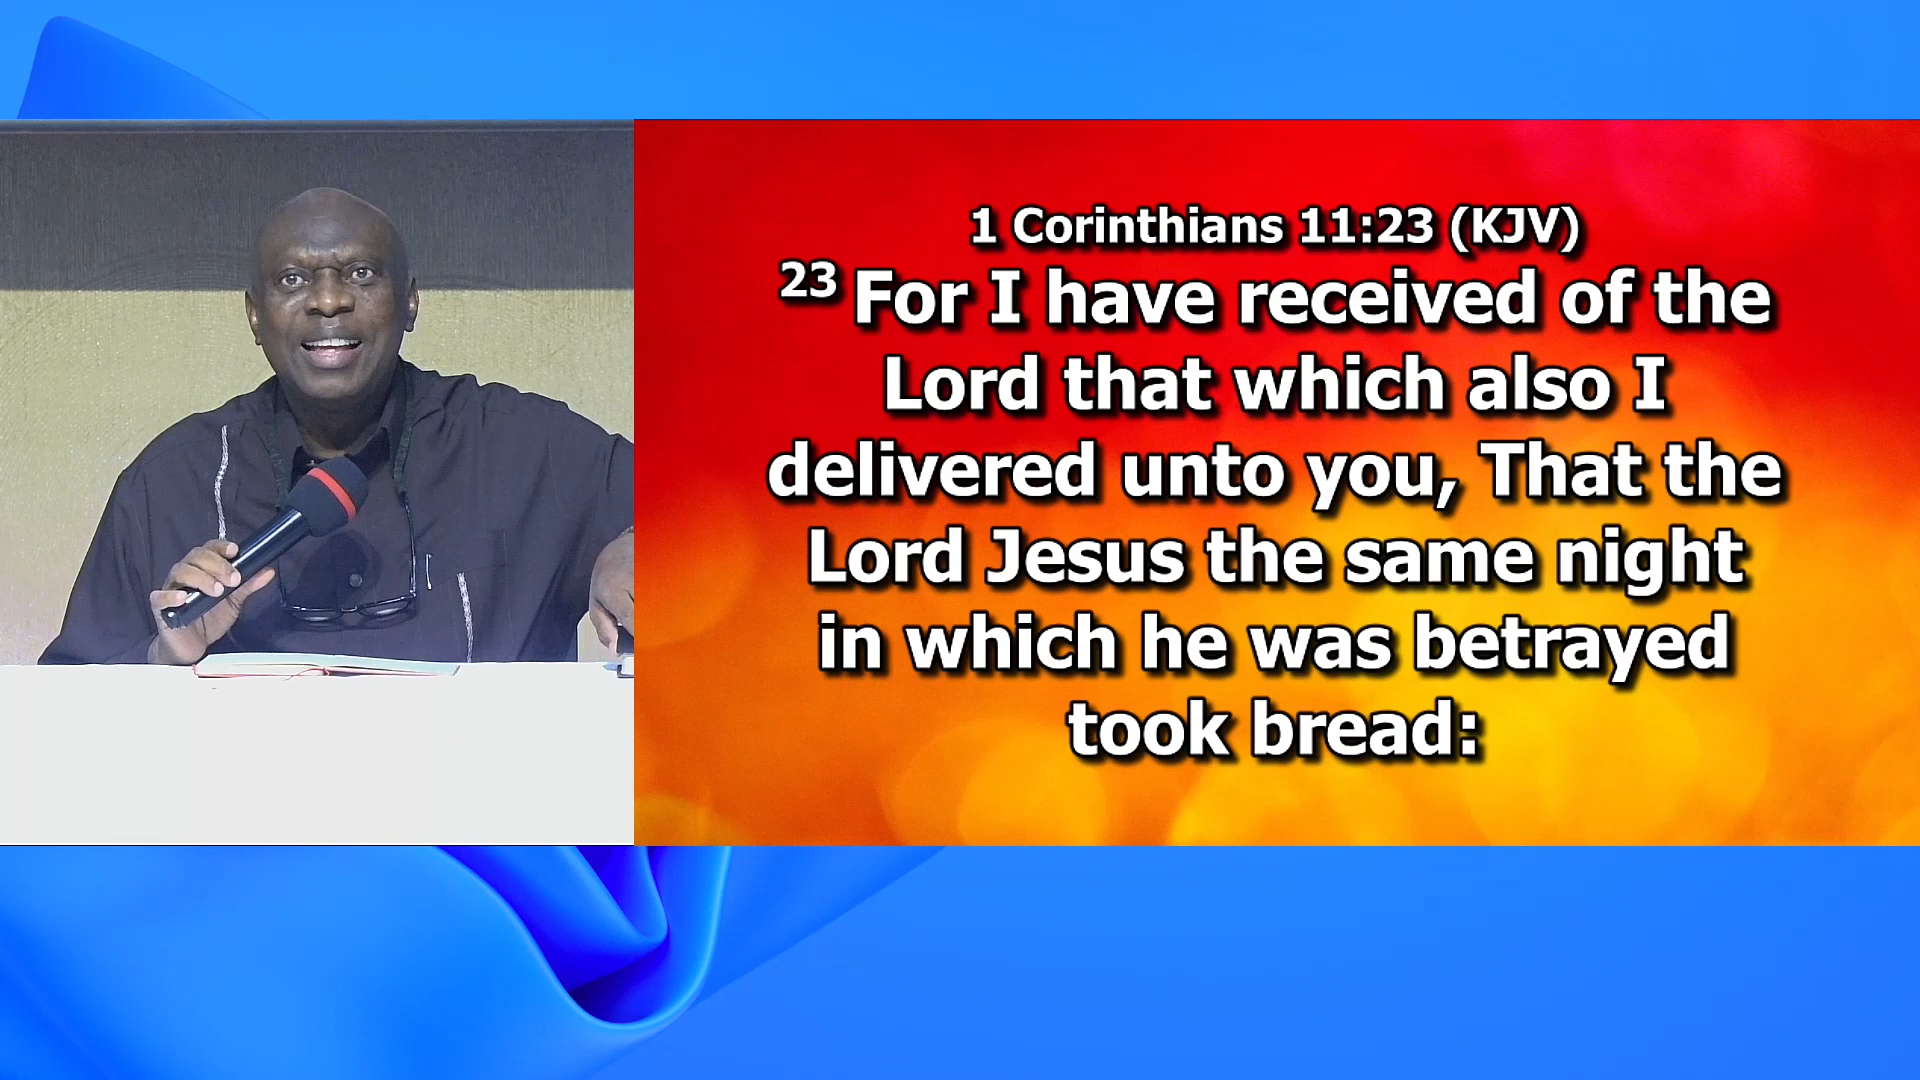 1 Corinthians 11:23 (KJV)
23 For I have received of the
Lord that which also I
delivered unto you, That the
Lord Jesus the same night
in which he was betrayed
took bread: